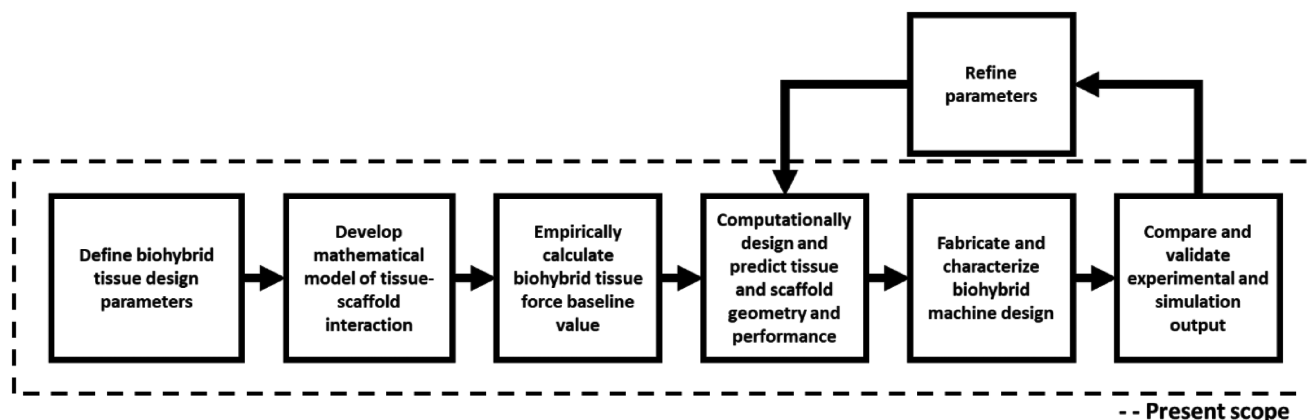 Refine
parameters
Define biohybrid
tissue design
parameters
Develop
mathematical
model of tissue-
scaffold
interaction
Empirically
calculate
biohybrid tissue
force baseline
value
Computationally
design and
predict tissue
and scaffold
geometry and
performance
Fabricate and
characterize
biohybrid
machine design
Compare and
validate
experimental and
simulation
output
- - Present scope